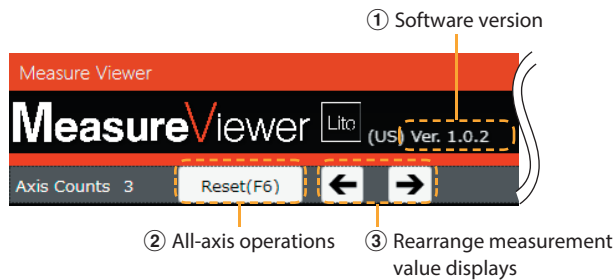 ① Software version
Measure Viewer
MeasureViewer Lite (US) Ver. 1.0.2
Axis Counts 3 Reset(F6) ← →
② All-axis operations
③ Rearrange measurement
value displays